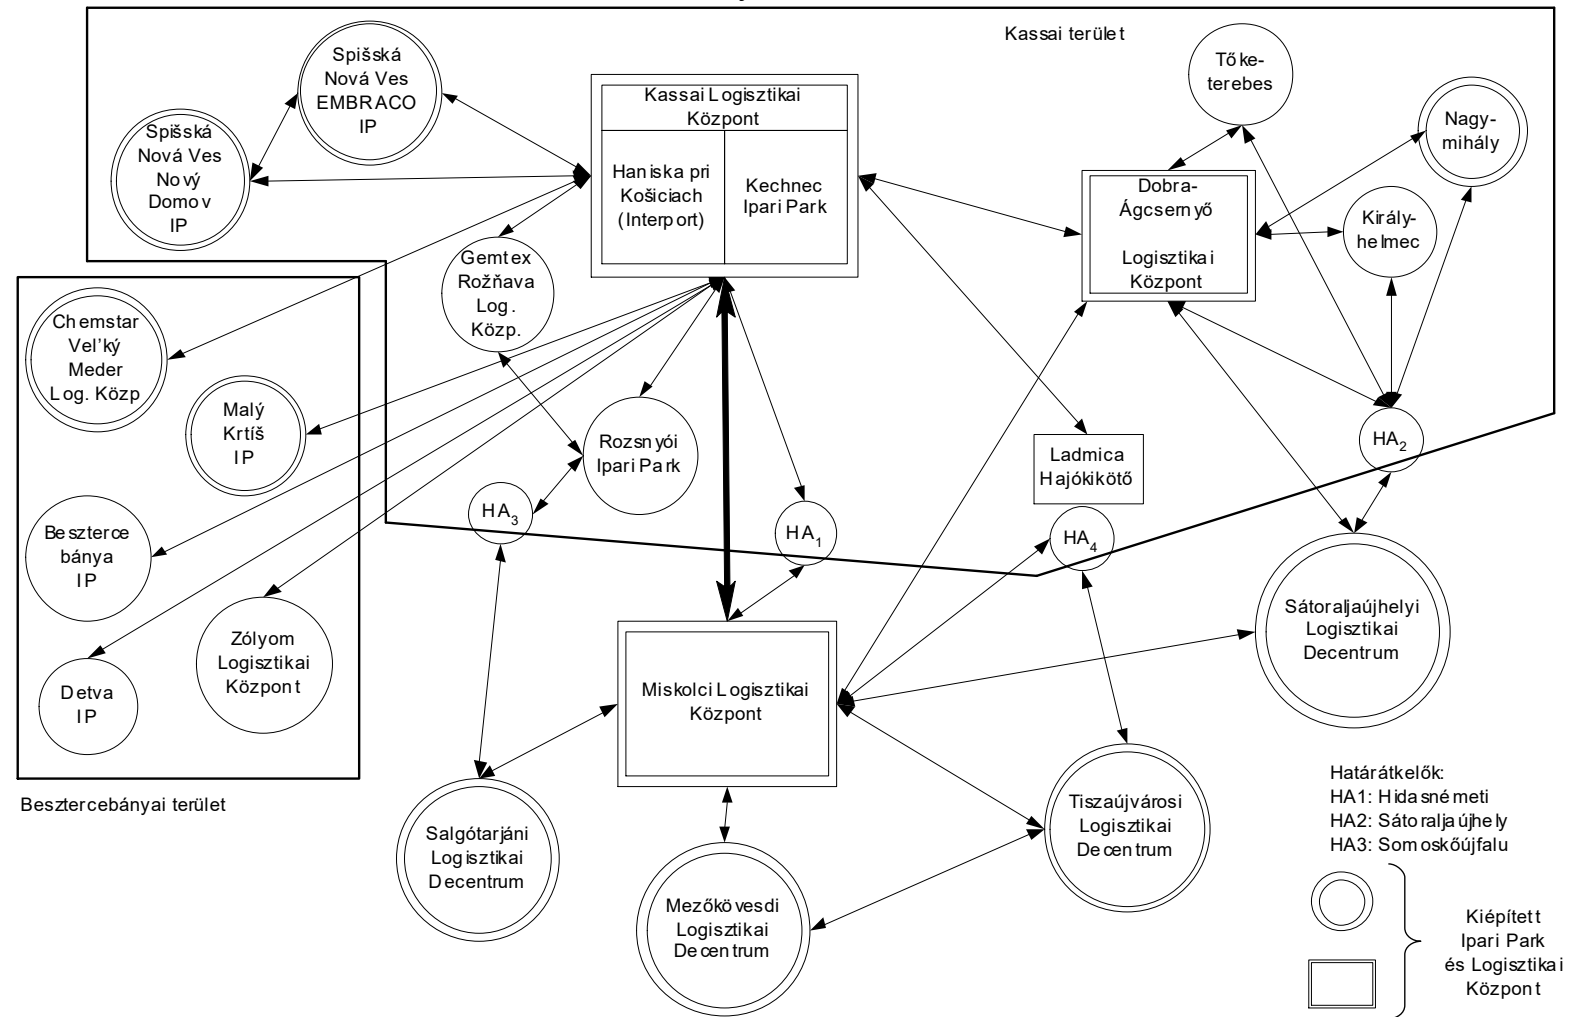 Kassai terület
Spišská
Nová Ves
EMBRACO
IP
Spišská
Nová Ves
Nový
Domov
IP
Kassai Logisztikai
Központ
Haniska pri
Košiciach
(Interport)
Kechnec
Ipari Park
Tőke-
terebes
Nagy-
mihály
Dobra-
Ágcsernyő
Logisztikai
Központ
Király-
helmec
Gemtex
Rožňava
Log.
Közp.
Chemstar
Vel'ký
Meder
Log. Közp
Malý
Krtíš
IP
Rozsnyói
Ipari Park
Ladmica
Hajókikötő
HA2
HA3
HA1
HA4
Beszterce
bánya
IP
Zólyom
Logisztikai
Központ
Detva
IP
Sátoraljaújhelyi
Logisztikai
Decentrum
Miskolci Logisztikai
Központ
Besztercebányai terület
Salgótarjáni
Logisztikai
Decentrum
Mezőkövesdi
Logisztikai
Decentrum
Tiszaújvárosi
Logisztikai
Decentrum
Határátkelők:
HA1: Hidasnémeti
HA2: Sátoraljaújhely
HA3: Somoskőújfalu
Kiépített
Ipari Park
és Logisztikai
Központ